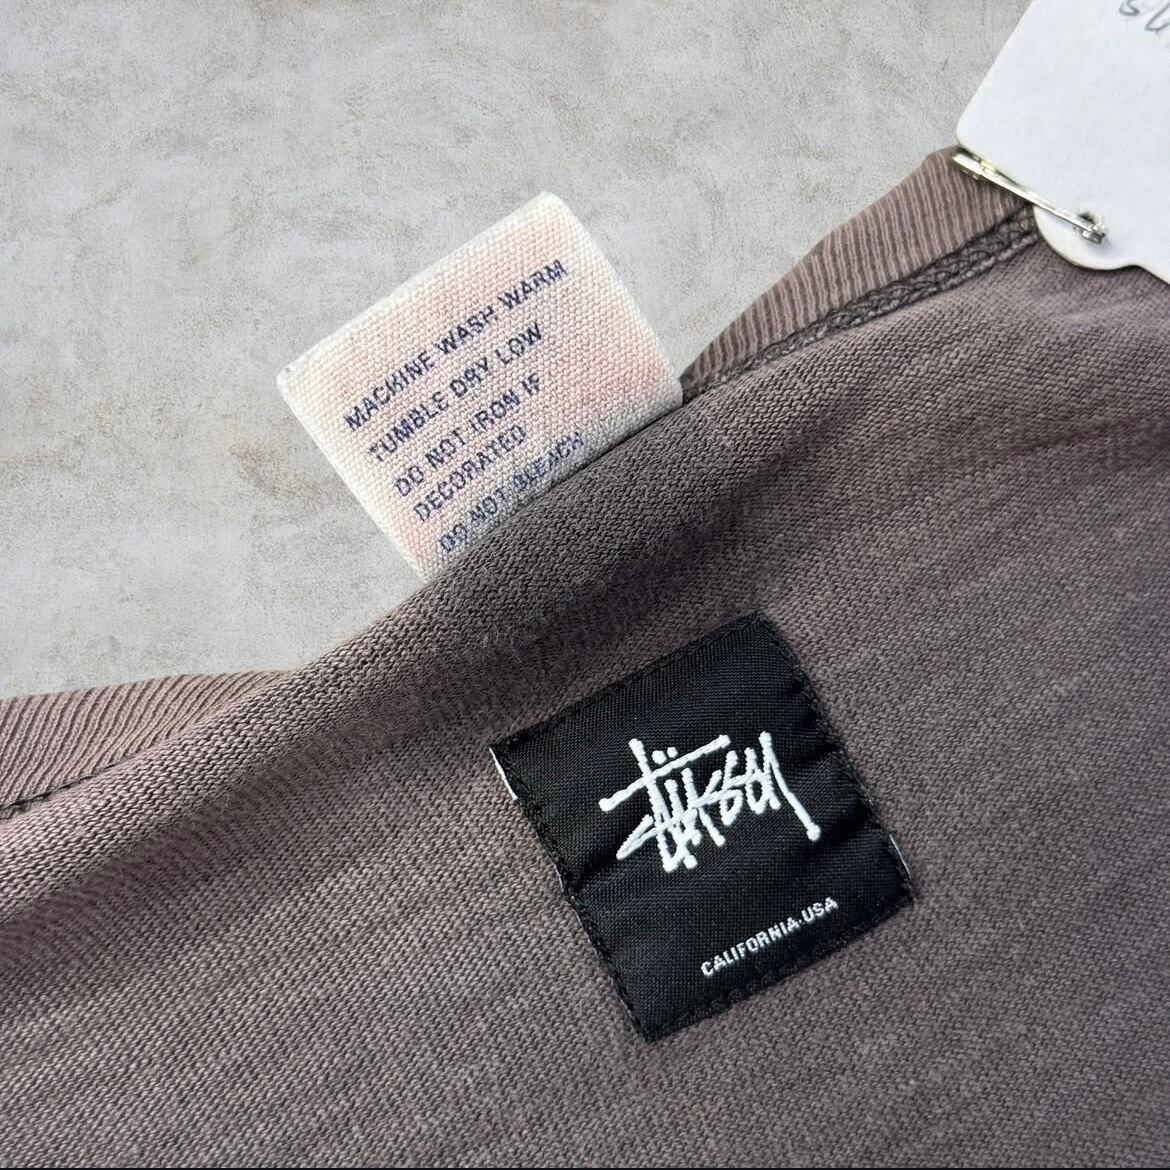 MACHINE WASH WARM
TUMBLE DRY LOW
DO NOT IRON IF
DECORATED
DO NOT BLEACH
Stüssy
CALIFORNIA·USA